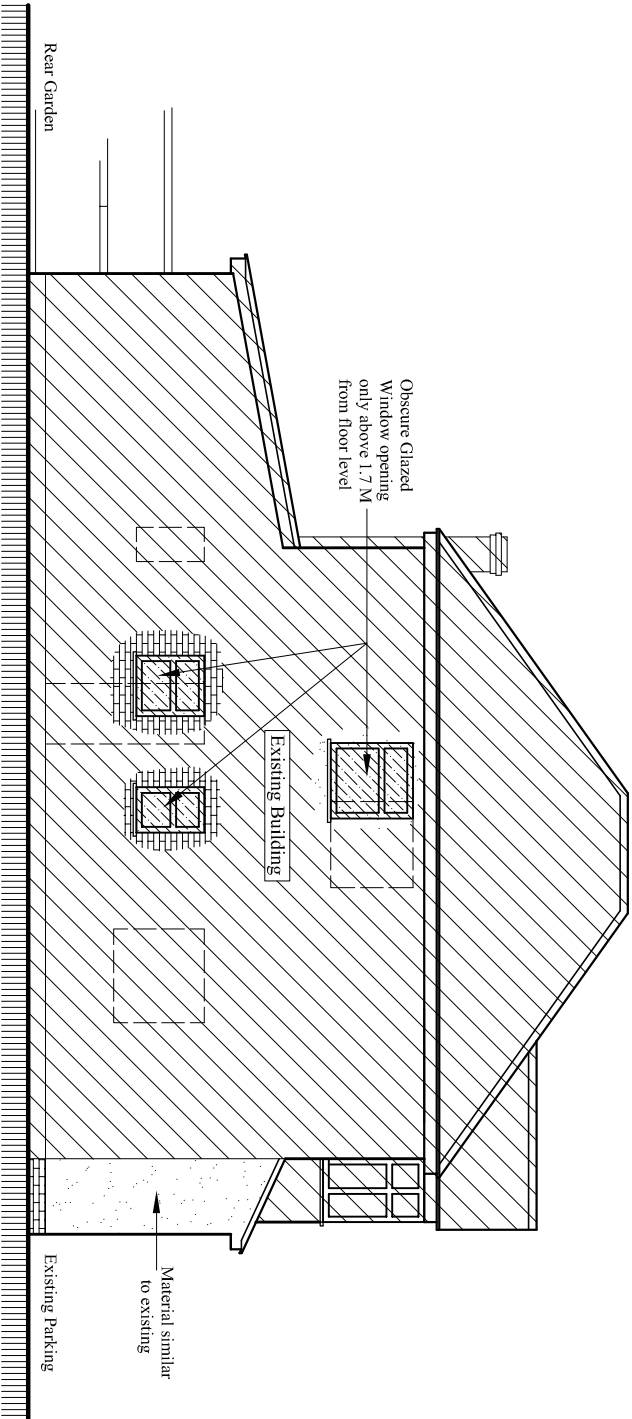 Obscure Glazed
Window opening
only above 1.7 M
from floor level
Existing Building
Material similar
to existing
Rear Garden
Existing Parking